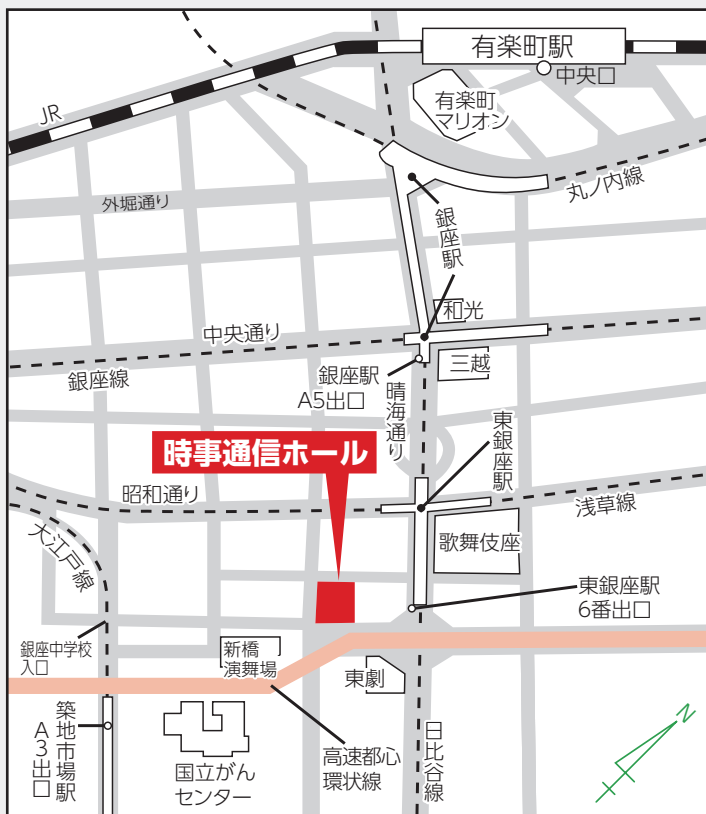 有楽町駅
中央口
有楽町
マリオン
JR
丸ノ内線
外堀通り
銀座駅
和光
中央通り
三越
銀座線
銀座駅
A5出口
晴海通り
東銀座駅
時事通信ホール
昭和通り
浅草線
大江戸線
歌舞伎座
東銀座駅
6番出口
銀座中学校
入口
新橋
演舞場
東劇
築地市場駅
A3出口
国立がん
センター
高速都心
環状線
日比谷線
N